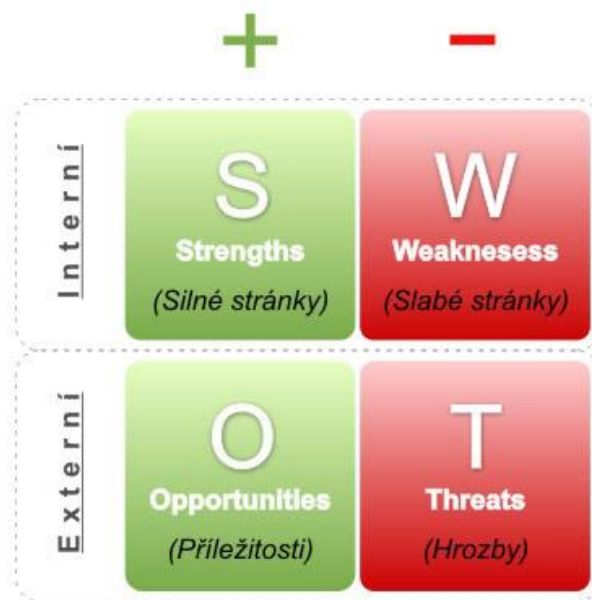 + −
Interní
S
Strengths
(Silné stránky)
W
Weaknesess
(Slabé stránky)
Externí
O
Opportunities
(Příležitosti)
T
Threats
(Hrozby)